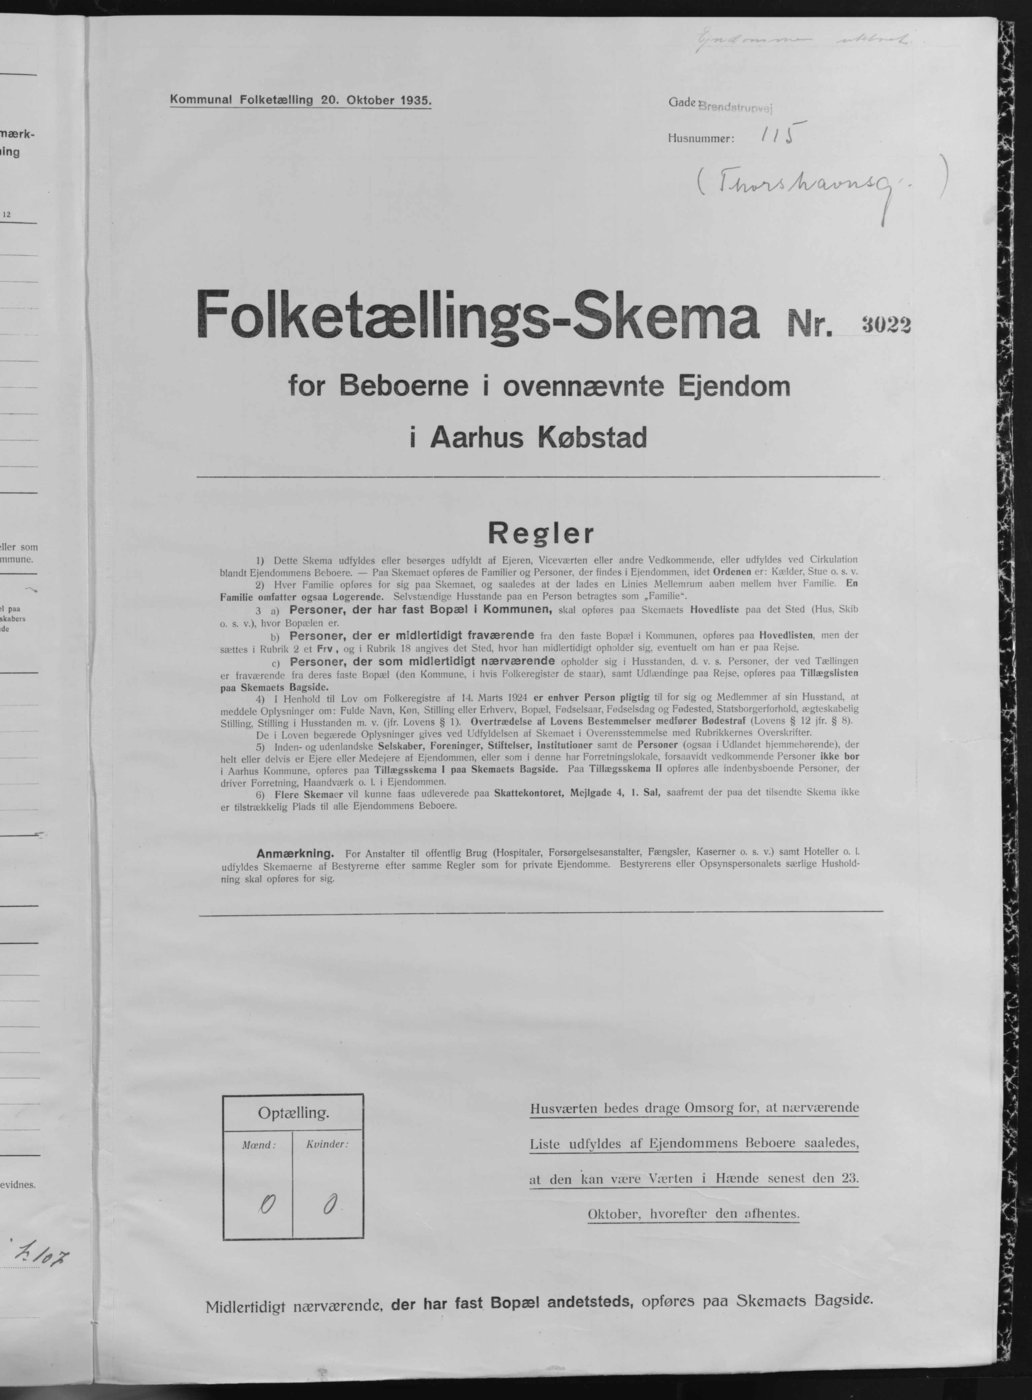 Ejendommen
Kommunal Folketælling 20. Oktober 1935.
Gade: Brendstrupvej
Husnummer: 115
(Thorshavnsg.)
Folketællings-Skema Nr. 3022
for Beboerne i ovennævnte Ejendom
i Aarhus Købstad
Regler
1) Dette Skema udfyldes eller besørges udfyldt af Ejeren, Viceværten eller andre Vedkommende, eller udfyldes ved Cirkulation
blandt Ejendommens Beboere. — Paa Skemaet opføres de Familier og Personer, der findes i Ejendommen, idet Ordenen er: Kælder, Stue o. s. v.
2) Hver Familie opføres for sig paa Skemaet, og saaledes at der lades en Linies Mellemrum aaben mellem hver Familie. En
Familie omfatter ogsaa Logerende. Selvstændige Husstande paa en Person betragtes som „Familie“.
3 a) Personer, der har fast Bopæl i Kommunen, skal opføres paa Skemaets Hovedliste paa det Sted (Hus, Skib
o. s. v.), hvor Bopælen er.
b) Personer, der er midlertidigt fraværende fra den faste Bopæl i Kommunen, opføres paa Hovedlisten, men der
sættes i Rubrik 2 et Frv, og i Rubrik 18 angives det Sted, hvor han midlertidigt opholder sig, eventuelt om han er paa Rejse.
c) Personer, der som midlertidigt nærværende opholder sig i Husstanden, d. v. s. Personer, der ved Tællingen
er fraværende fra deres faste Bopæl (den Kommune, i hvis Folkeregister de staar), samt Udlændinge paa Rejse, opføres paa Tillægslisten
paa Skemaets Bagside.
4) I Henhold til Lov om Folkeregistre af 14. Marts 1924 er enhver Person pligtig til for sig og Medlemmer af sin Husstand, at
meddele Oplysninger om: Fulde Navn, Køn, Stilling eller Erhverv, Bopæl, Fødselsaar, Fødselsdag og Fødested, Statsborgerforhold, ægteskabelig
Stilling, Stilling i Husstanden m. v. (jfr. Lovens § 1). Overtrædelse af Lovens Bestemmelser medfører Bødestraf (Lovens § 12 jfr. § 8).
De i Loven begærede Oplysninger gives ved Udfyldelsen af Skemaet i Overensstemmelse med Rubrikkernes Overskrifter.
5) Inden- og udenlandske Selskaber, Foreninger, Stiftelser, Institutioner samt de Personer (ogsaa i Udlandet hjemmehørende), der
helt eller delvis er Ejere eller Medejere af Ejendommen, eller som i denne har Forretningslokale, forsaavidt vedkommende Personer ikke bor
i Aarhus Kommune, opføres paa Tillægsskema I paa Skemaets Bagside. Paa Tillægsskema II opføres alle indenbysboende Personer, der
driver Forretning, Haandværk o. l. i Ejendommen.
6) Flere Skemaer vil kunne faas udleverede paa Skattekontoret, Mejlgade 4, 1. Sal, saafremt der paa det tilsendte Skema ikke
er tilstrækkelig Plads til alle Ejendommens Beboere.
Anmærkning. For Anstalter til offentlig Brug (Hospitaler, Forsørgelsesanstalter, Fængsler, Kaserner o. s. v.) samt Hoteller o. l.
udfyldes Skemaerne af Bestyrerne efter samme Regler som for private Ejendomme. Bestyrerens eller Opsynspersonalets særlige Hushold-
ning skal opføres for sig.
Optælling.
Mænd: Kvinder:
0 0
Husværten bedes drage Omsorg for, at nærværende
Liste udfyldes af Ejendommens Beboere saaledes,
at den kan være Værten i Hænde senest den 23.
Oktober, hvorefter den afhentes.
Midlertidigt nærværende, der har fast Bopæl andetsteds, opføres paa Skemaets Bagside.
mærk-
ing
12
eller som
mmune.
el paa
skabers
de
evidnes.